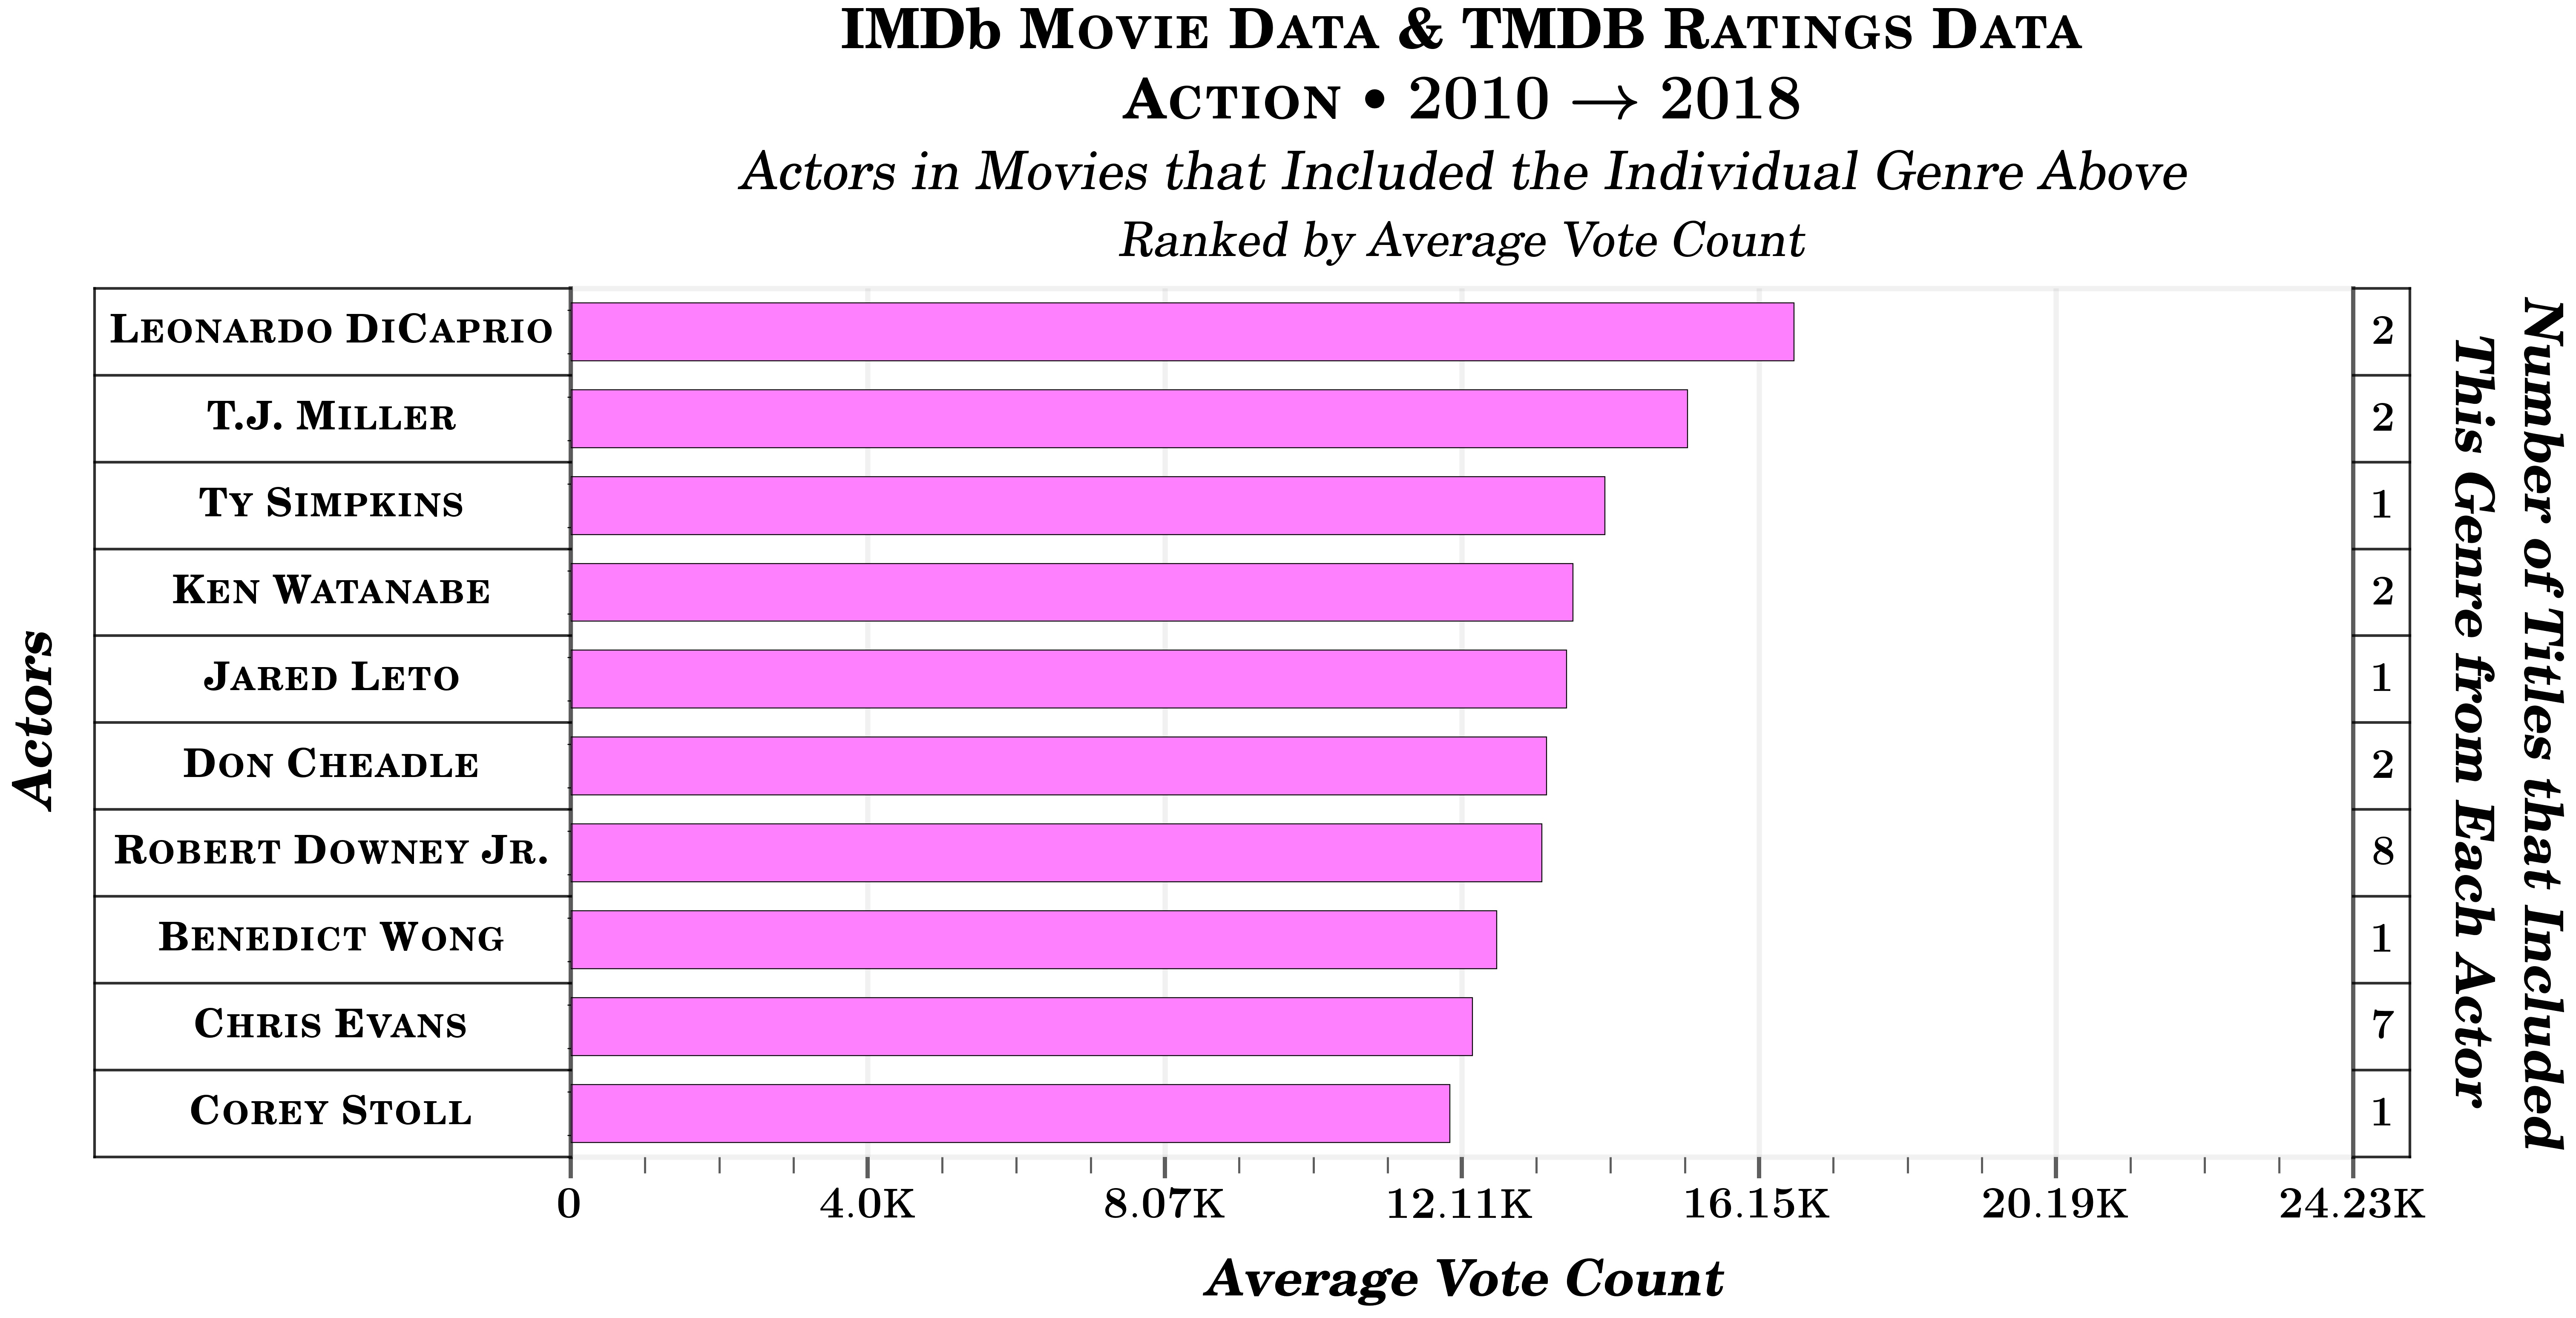 IMDb Movie Data & TMDB Ratings Data
Action • 2010 → 2018
Actors in Movies that Included the Individual Genre Above
Ranked by Average Vote Count
Actors
Leonardo DiCaprio
2
T.J. Miller
2
Ty Simpkins
1
Ken Watanabe
2
Jared Leto
1
Don Cheadle
2
Robert Downey Jr.
8
Benedict Wong
1
Chris Evans
7
Corey Stoll
1
Number of Titles that Included
This Genre from Each Actor
0 4.0K 8.07K 12.11K 16.15K 20.19K 24.23K
Average Vote Count